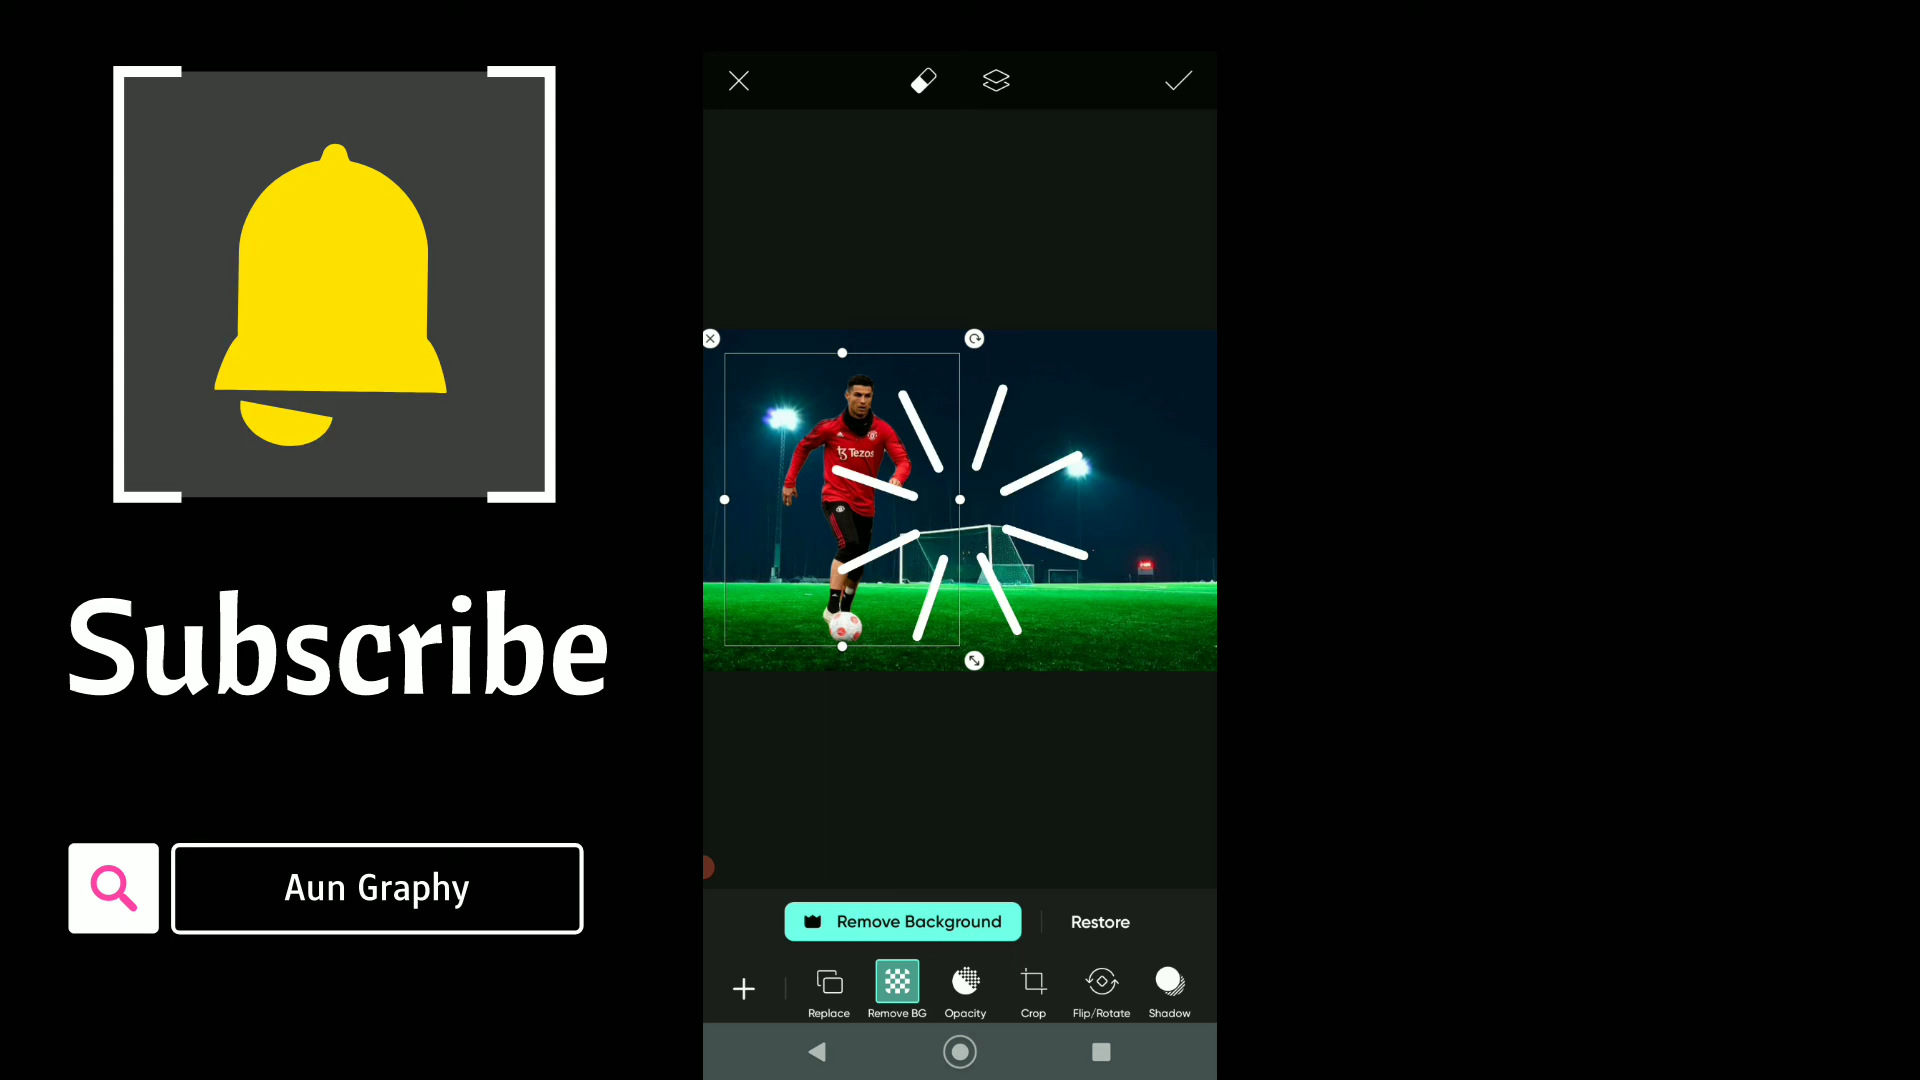 Tezos
Subscribe
Aun Graphy
Remove Background
Restore
Replace
Remove BG
Opacity
Crop
Flip/Rotate
Shadow